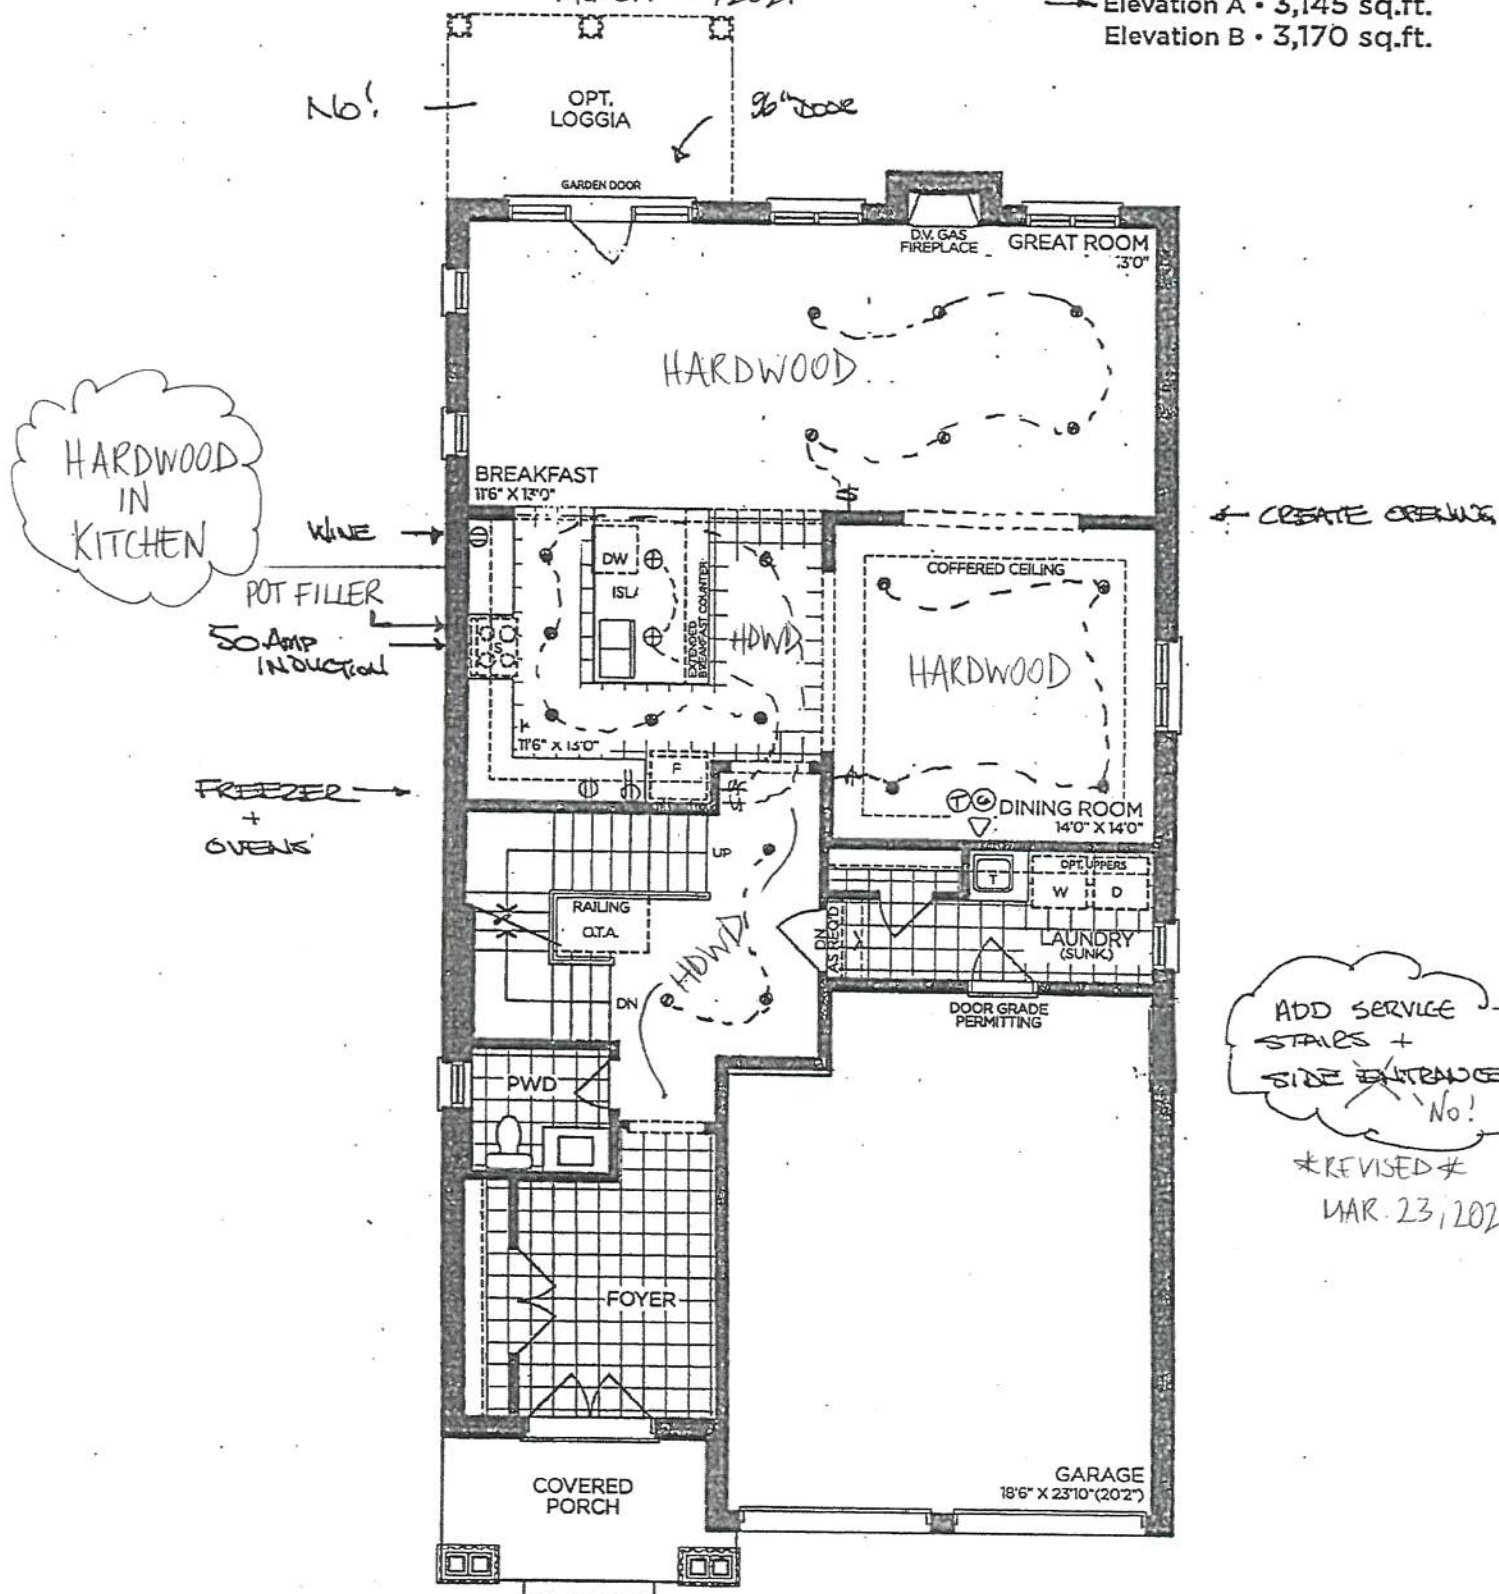 Elevation A • 3,145 sq.ft.
Elevation B • 3,170 sq.ft.
No!
OPT.
LOGGIA
96" DOOR
GARDEN DOOR
D.V. GAS
FIREPLACE
GREAT ROOM
3'0"
HARDWOOD
HARDWOOD
IN
KITCHEN
BREAKFAST
11'6" X 13'0"
WINE
CREATE OPENING
POT FILLER
50 AMP
INDUCTION
DW
ISL
EXTENDED
BREAKFAST COUNTER
HDWD
S
COFFERED CEILING
HARDWOOD
11'6" X 13'0"
F
FREEZER
+
OVENS
DINING ROOM
14'0" X 14'0"
UP
RAILING
O.T.A.
HDWD
DN
T
OPT. UPPERS
W
D
DN
AS REQ'D
LAUNDRY
(SUNK)
DOOR GRADE
PERMITTING
ADD SERVICE
STAIRS +
SIDE ENTRANCE
No!
*REVISED*
MAR. 23, 202
PWD
FOYER
COVERED
PORCH
GARAGE
18'6" X 23'10" (20'2")